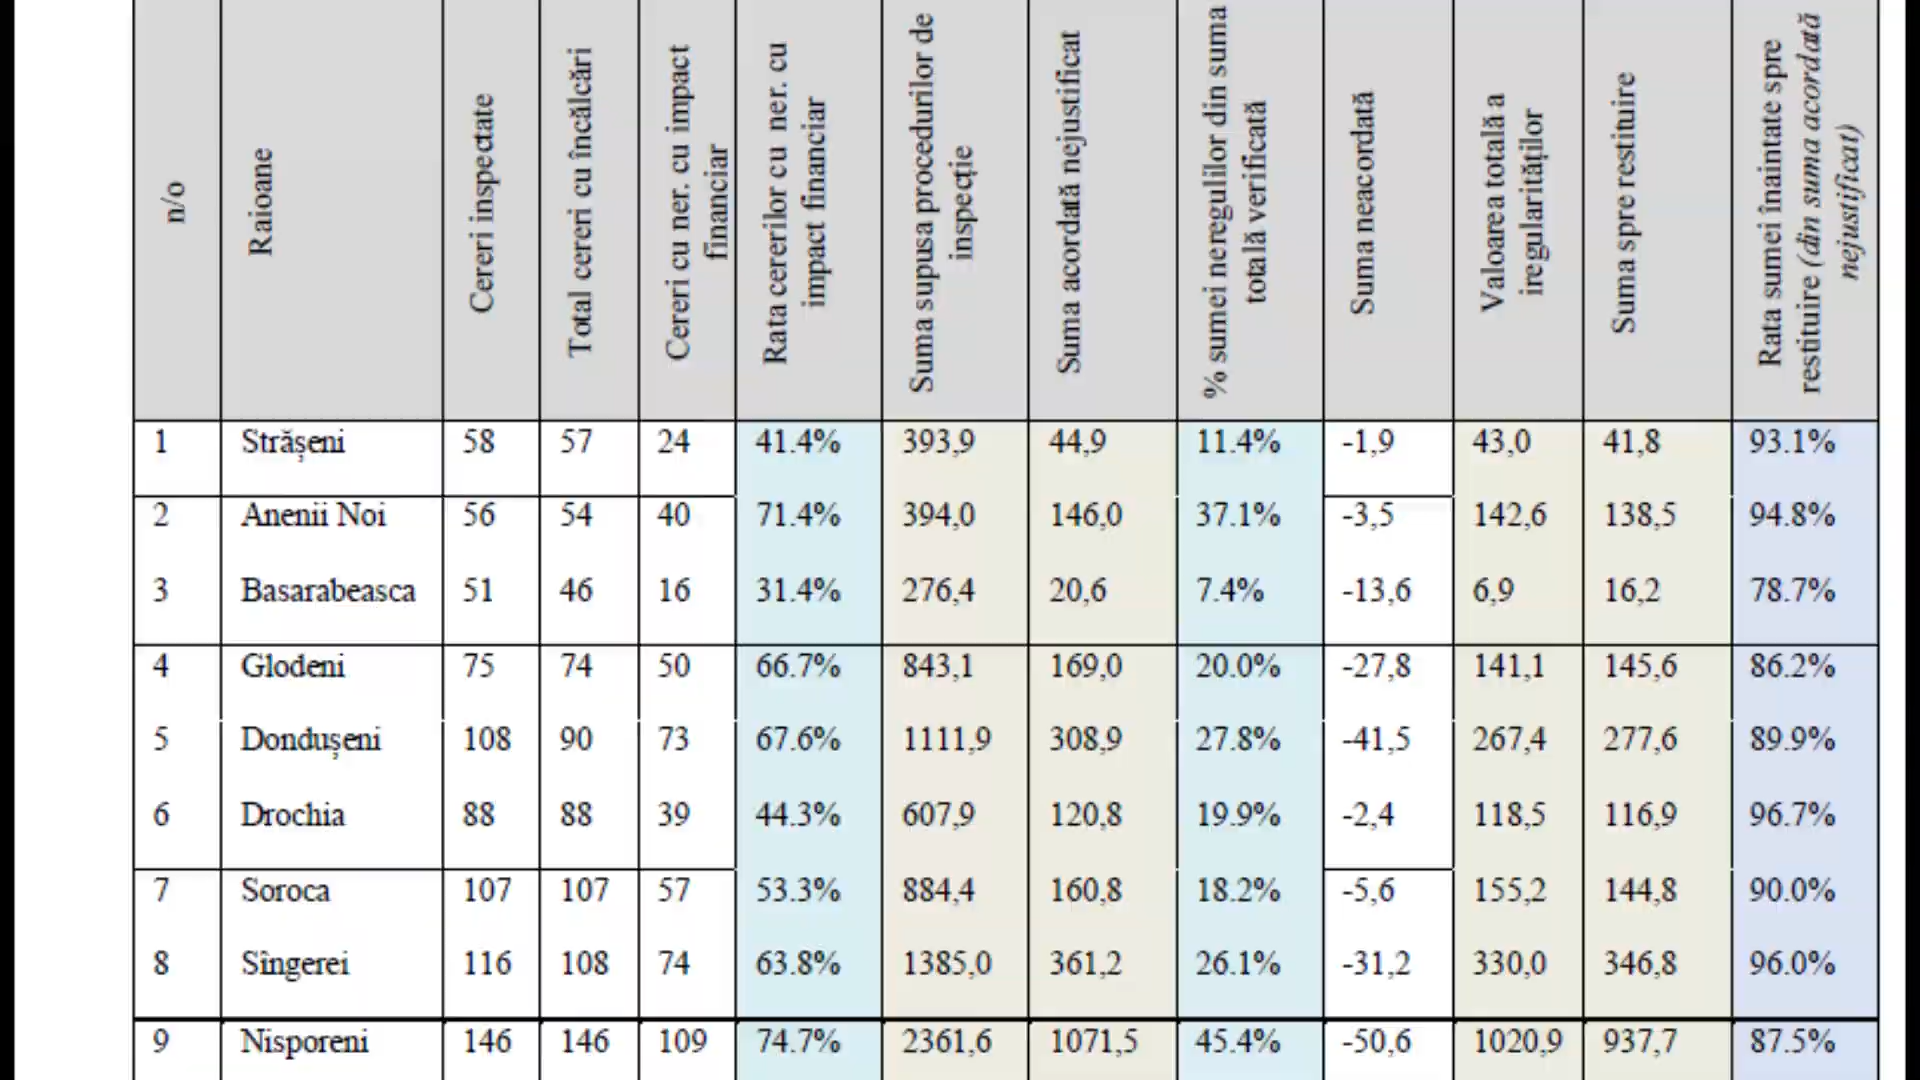 n/o
Raioane
Cereri inspectate
Total cereri cu încălcări
Cereri cu ner. cu impact
financiar
Rata cererilor cu ner. cu
impact financiar
Suma supusa procedurilor de
inspecție
Suma acordată nejustificat
% sumei neregulilor din suma
totală verificată
Suma neacordată
Valoarea totală a
iregularităților
Suma spre restituire
Rata sumei înaintate spre
restituire (din suma acordată
nejustificat)
1 Strășeni 58 57 24 41.4% 393,9 44,9 11.4% -1,9 43,0 41,8 93.1%
2 Anenii Noi 56 54 40 71.4% 394,0 146,0 37.1% -3,5 142,6 138,5 94.8%
3 Basarabeasca 51 46 16 31.4% 276,4 20,6 7.4% -13,6 6,9 16,2 78.7%
4 Glodeni 75 74 50 66.7% 843,1 169,0 20.0% -27,8 141,1 145,6 86.2%
5 Dondușeni 108 90 73 67.6% 1111,9 308,9 27.8% -41,5 267,4 277,6 89.9%
6 Drochia 88 88 39 44.3% 607,9 120,8 19.9% -2,4 118,5 116,9 96.7%
7 Soroca 107 107 57 53.3% 884,4 160,8 18.2% -5,6 155,2 144,8 90.0%
8 Sîngerei 116 108 74 63.8% 1385,0 361,2 26.1% -31,2 330,0 346,8 96.0%
9 Nisporeni 146 146 109 74.7% 2361,6 1071,5 45.4% -50,6 1020,9 937,7 87.5%